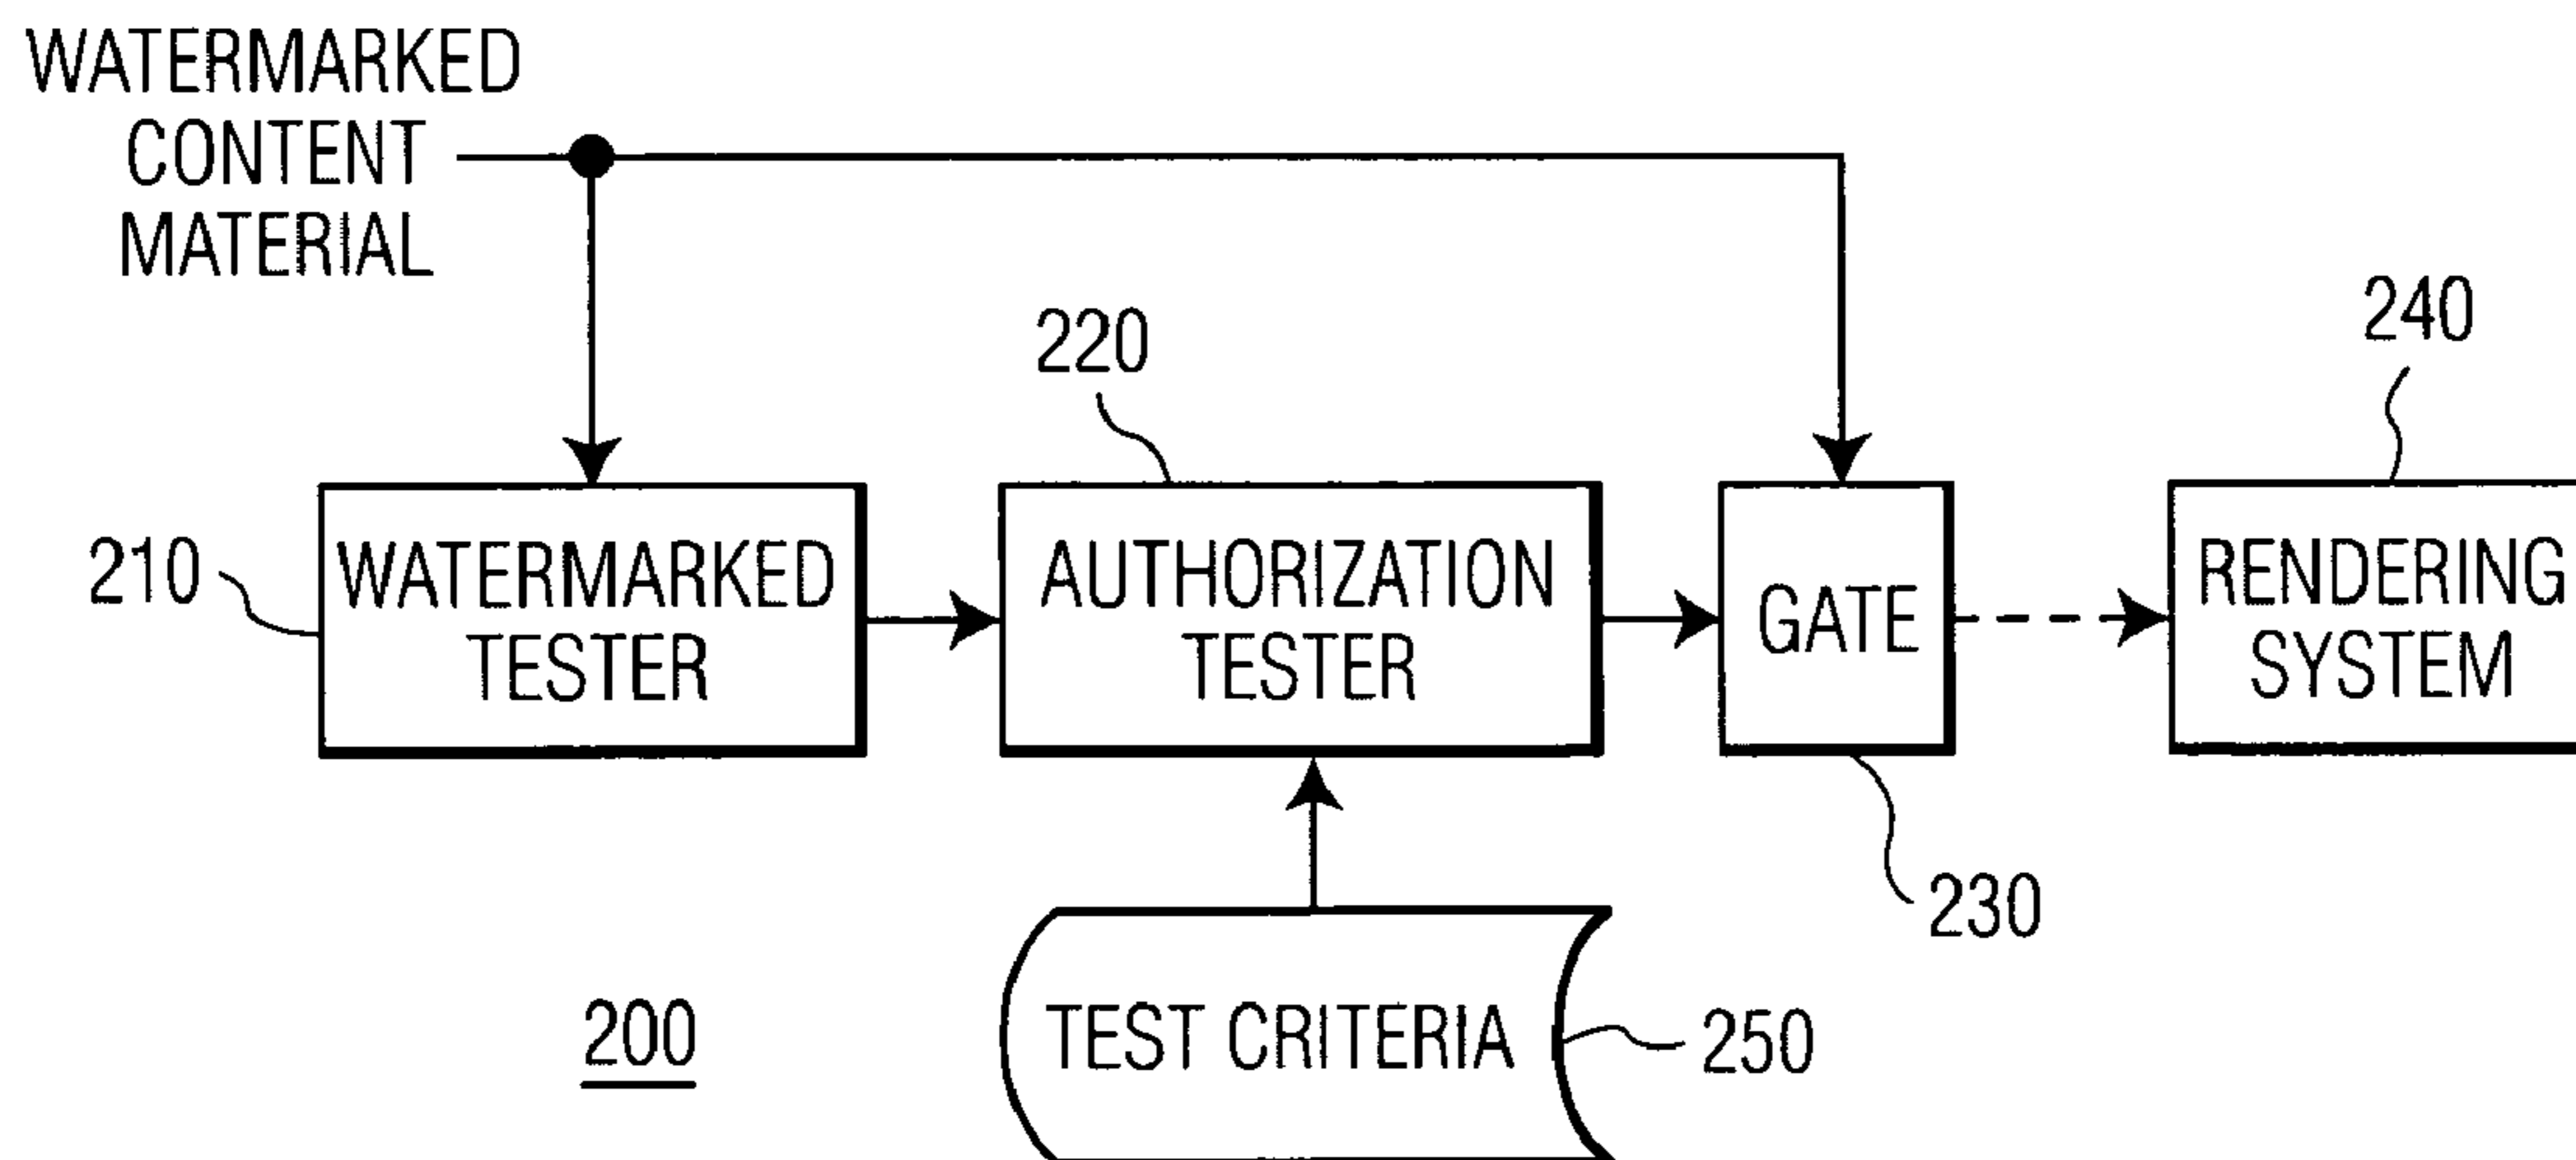 WATERMARKED
CONTENT
MATERIAL
220
240
210
WATERMARKED
TESTER
AUTHORIZATION
TESTER
GATE
RENDERING
SYSTEM
230
200
TEST CRITERIA
250